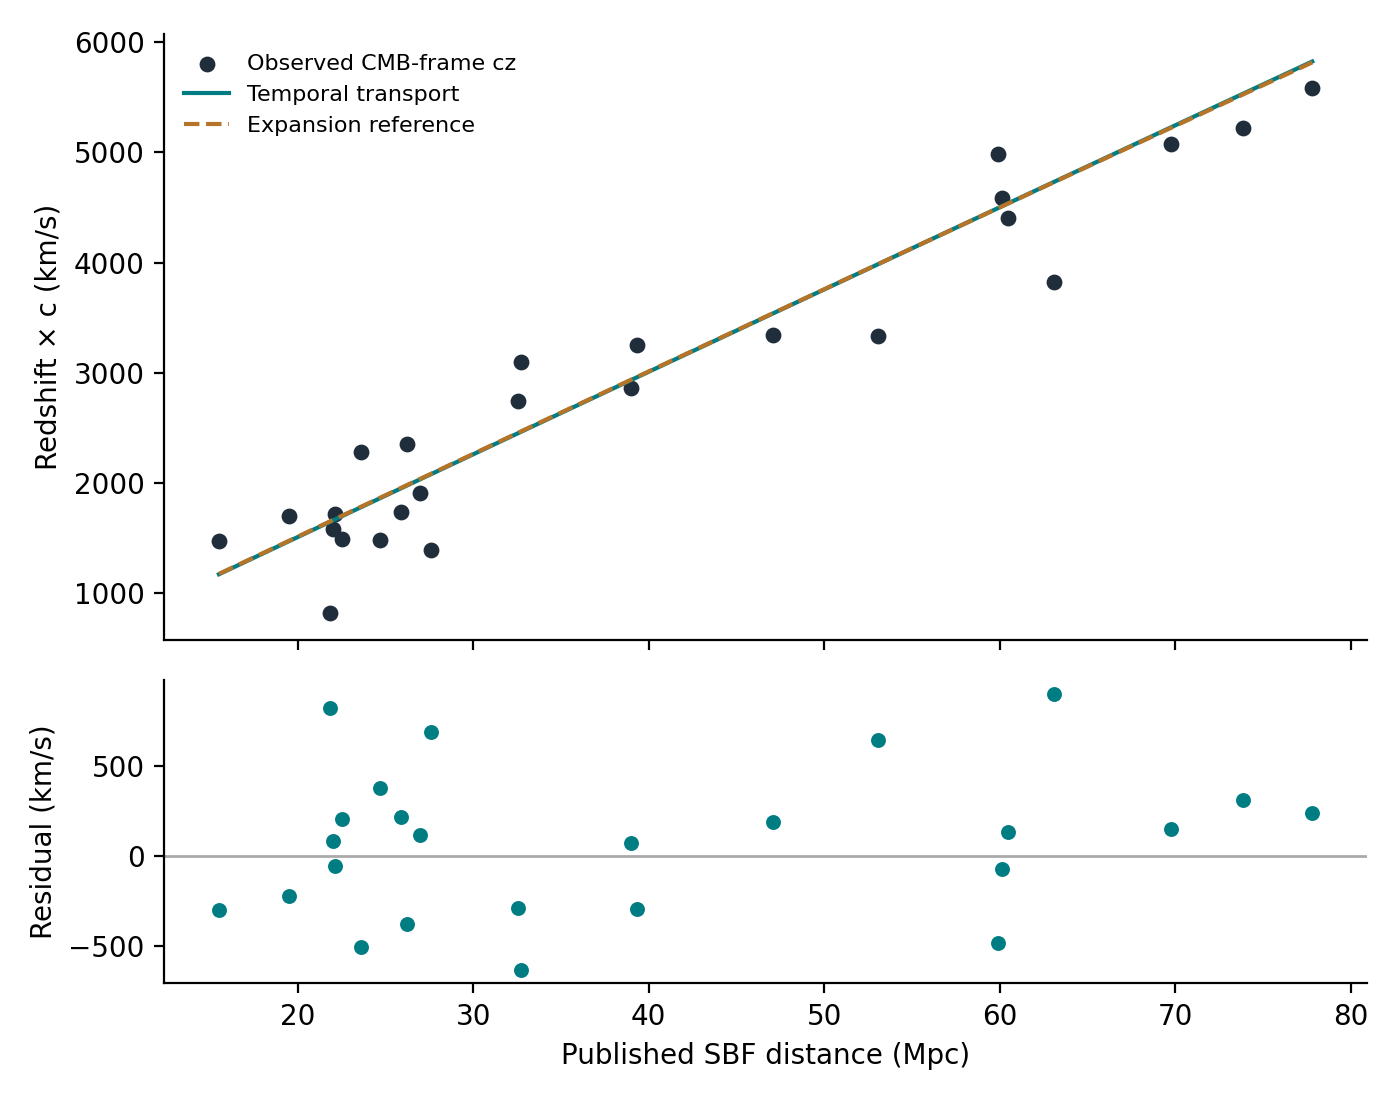 6000
5000
4000
3000
2000
1000
Redshift × c (km/s)
Observed CMB-frame cz
Temporal transport
Expansion reference
500
0
−500
Residual (km/s)
20 30 40 50 60 70 80
Published SBF distance (Mpc)